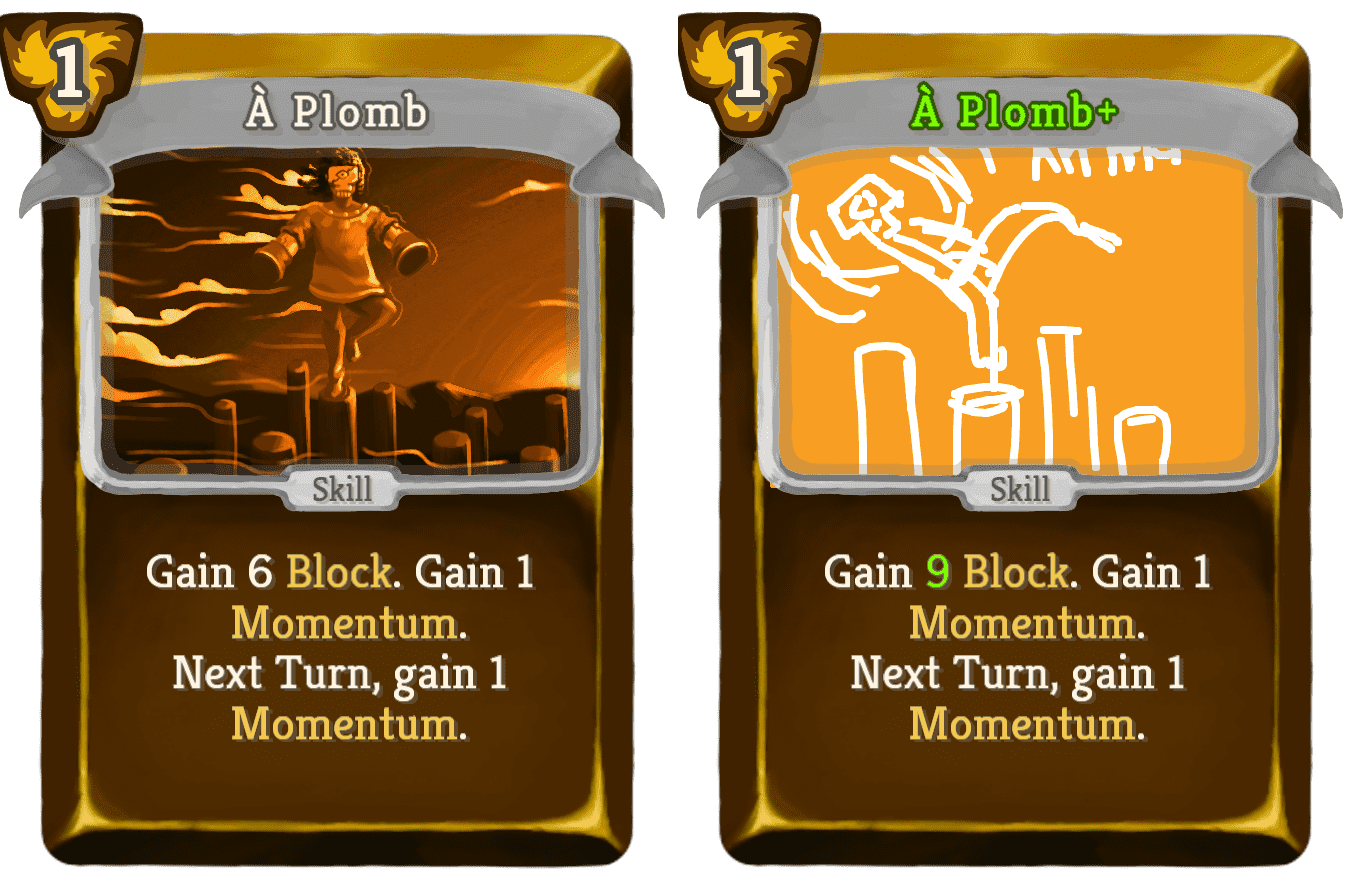 1
À Plomb
Skill
Gain 6 Block. Gain 1
Momentum.
Next Turn, gain 1
Momentum.
1
À Plomb+
Skill
Gain 9 Block. Gain 1
Momentum.
Next Turn, gain 1
Momentum.